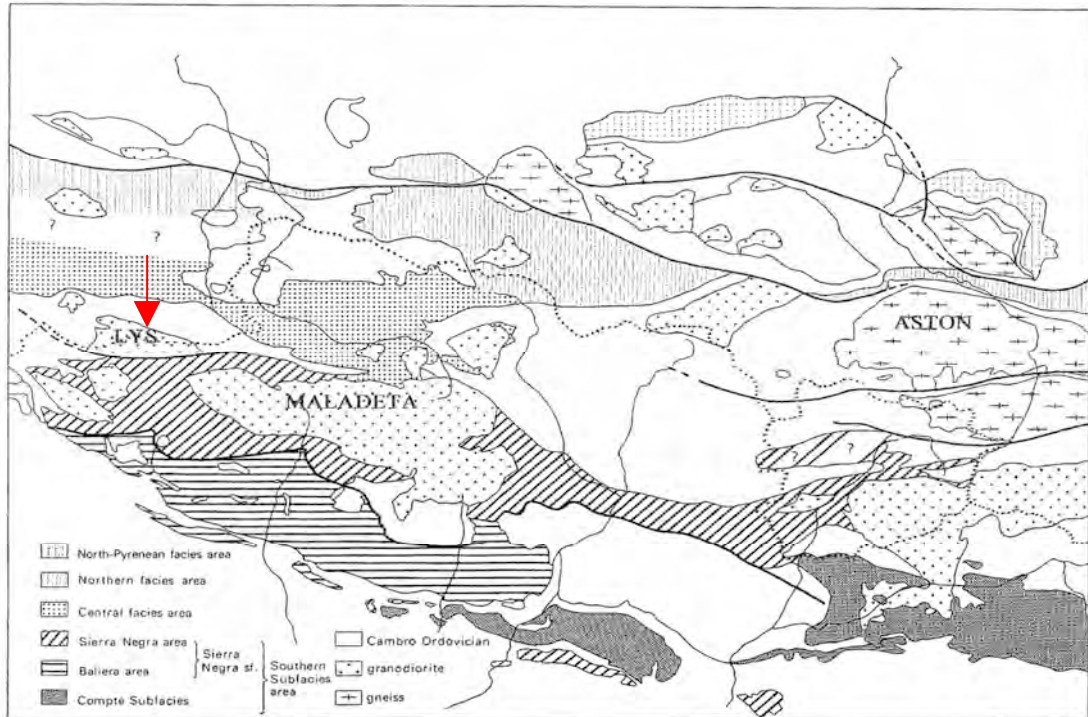 ?
?
LYS
ASTON
MALADETA
?
?
North-Pyrenean facies area
Northern facies area
Central facies area
Sierra Negra area
Baliera area
Compte Subfacies
Sierra
Negra sf.
Southern
Subfacies
area
Cambro Ordovician
granodiorite
gneiss